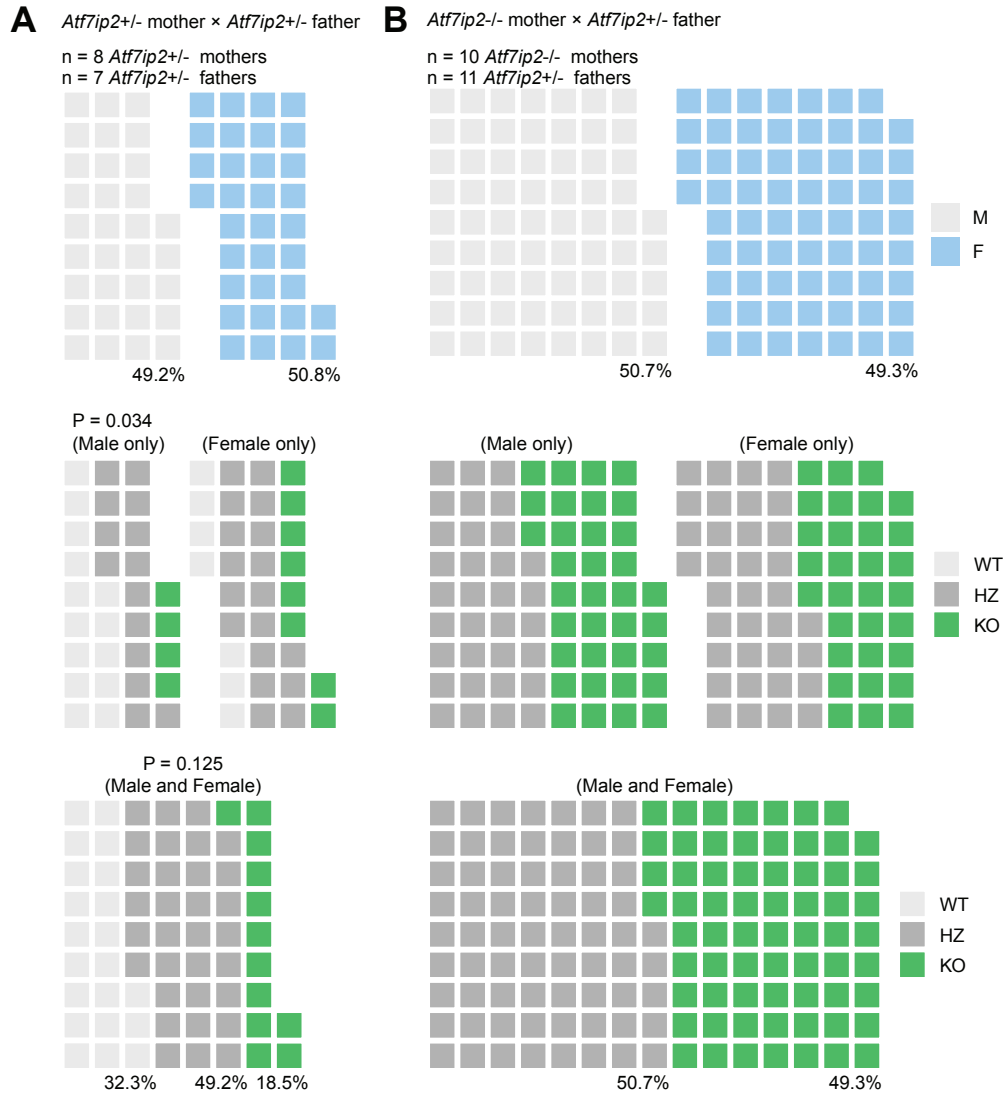 A
Atf7ip2+/- mother × Atf7ip2+/- father
n = 8 Atf7ip2+/- mothers
n = 7 Atf7ip2+/- fathers
49.2%
50.8%
P = 0.034
(Male only)
(Female only)
P = 0.125
(Male and Female)
32.3%
49.2%
18.5%
B
Atf7ip2-/- mother × Atf7ip2+/- father
n = 10 Atf7ip2-/- mothers
n = 11 Atf7ip2+/- fathers
M
F
50.7%
49.3%
(Male only)
(Female only)
WT
HZ
KO
(Male and Female)
WT
HZ
KO
50.7%
49.3%